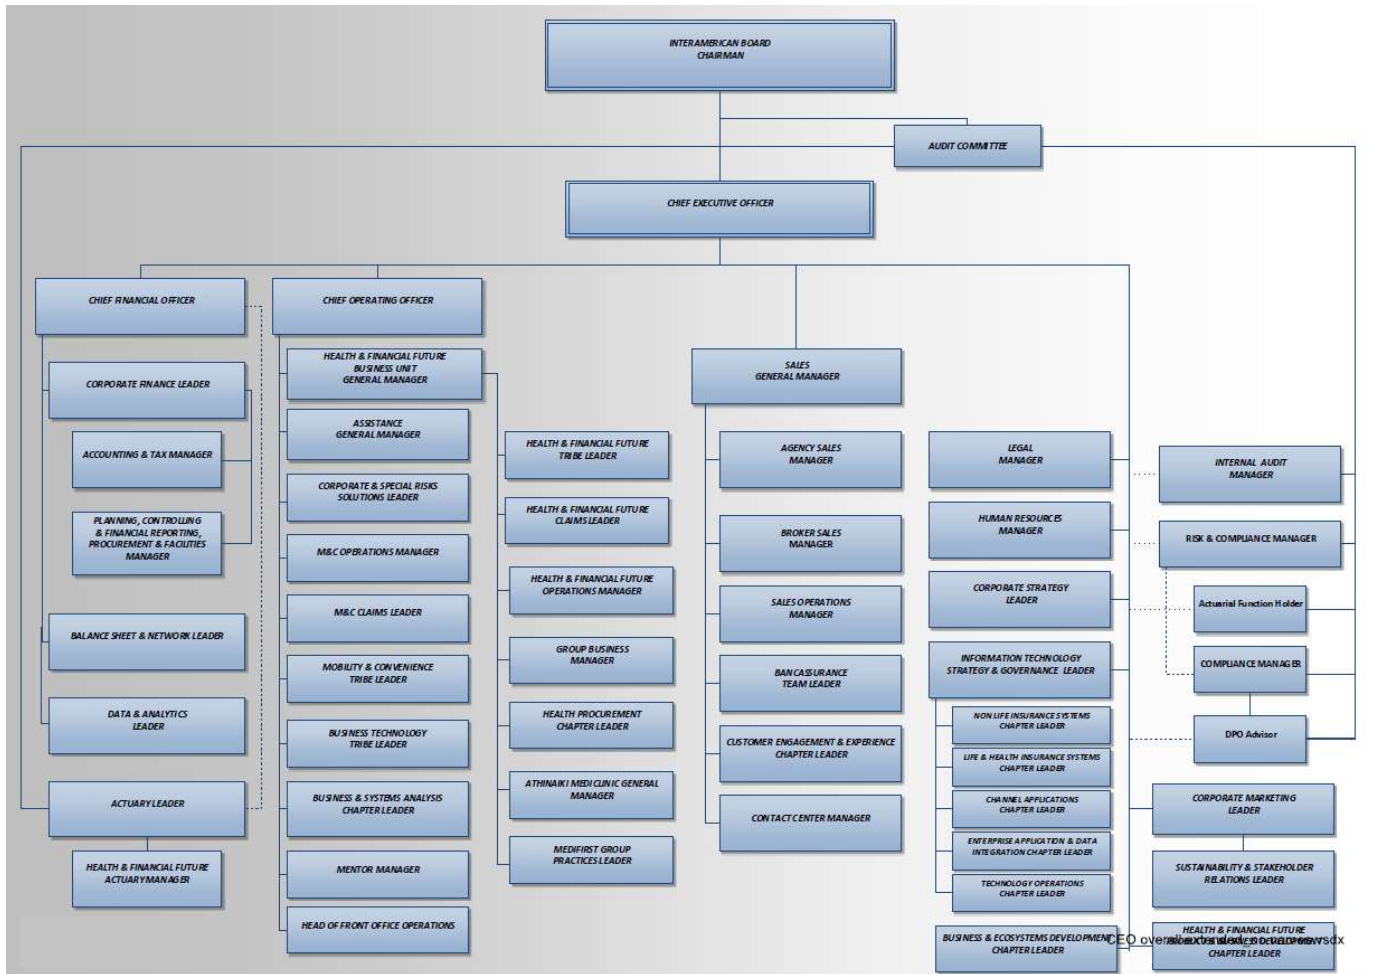 INTERAMERICAN BOARD
CHAIRMAN
AUDIT COMMITTEE
CHIEF EXECUTIVE OFFICER
CHIEF FINANCIAL OFFICER
CORPORATE FINANCE LEADER
ACCOUNTING & TAX MANAGER
PLANNING, CONTROLLING
& FINANCIAL REPORTING,
PROCUREMENT & FACILITIES
MANAGER
BALANCE SHEET & NETWORK LEADER
DATA & ANALYTICS
LEADER
ACTUARY LEADER
HEALTH & FINANCIAL FUTURE
ACTUARY MANAGER
CHIEF OPERATING OFFICER
HEALTH & FINANCIAL FUTURE
BUSINESS UNIT
GENERAL MANAGER
ASSISTANCE
GENERAL MANAGER
CORPORATE & SPECIAL RISKS
SOLUTIONS LEADER
M&C OPERATIONS MANAGER
M&C CLAIMS LEADER
MOBILITY & CONVENIENCE
TRIBE LEADER
BUSINESS TECHNOLOGY
TRIBE LEADER
BUSINESS & SYSTEMS ANALYSIS
CHAPTER LEADER
MENTOR MANAGER
HEAD OF FRONT OFFICE OPERATIONS
HEALTH & FINANCIAL FUTURE
TRIBE LEADER
HEALTH & FINANCIAL FUTURE
CLAIMS LEADER
HEALTH & FINANCIAL FUTURE
OPERATIONS MANAGER
GROUP BUSINESS
MANAGER
HEALTH PROCUREMENT
CHAPTER LEADER
ATHINAIKI MEDICLINIC GENERAL
MANAGER
MEDIFIRST GROUP
PRACTICES LEADER
SALES
GENERAL MANAGER
AGENCY SALES
MANAGER
BROKER SALES
MANAGER
SALES OPERATIONS
MANAGER
BANCASSURANCE
TEAM LEADER
CUSTOMER ENGAGEMENT & EXPERIENCE
CHAPTER LEADER
CONTACT CENTER MANAGER
LEGAL
MANAGER
HUMAN RESOURCES
MANAGER
CORPORATE STRATEGY
LEADER
INFORMATION TECHNOLOGY
STRATEGY & GOVERNANCE LEADER
NON LIFE INSURANCE SYSTEMS
CHAPTER LEADER
LIFE & HEALTH INSURANCE SYSTEMS
CHAPTER LEADER
CHANNEL APPLICATIONS
CHAPTER LEADER
ENTERPRISE APPLICATION & DATA
INTEGRATION CHAPTER LEADER
TECHNOLOGY OPERATIONS
CHAPTER LEADER
BUSINESS & ECOSYSTEMS DEVELOPMENT
CHAPTER LEADER
INTERNAL AUDIT
MANAGER
RISK & COMPLIANCE MANAGER
Actuarial Function Holder
COMPLIANCE MANAGER
DPO Advisor
CORPORATE MARKETING
LEADER
SUSTAINABILITY & STAKEHOLDER
RELATIONS LEADER
HEALTH & FINANCIAL FUTURE
CHAPTER LEADER
CEO overall